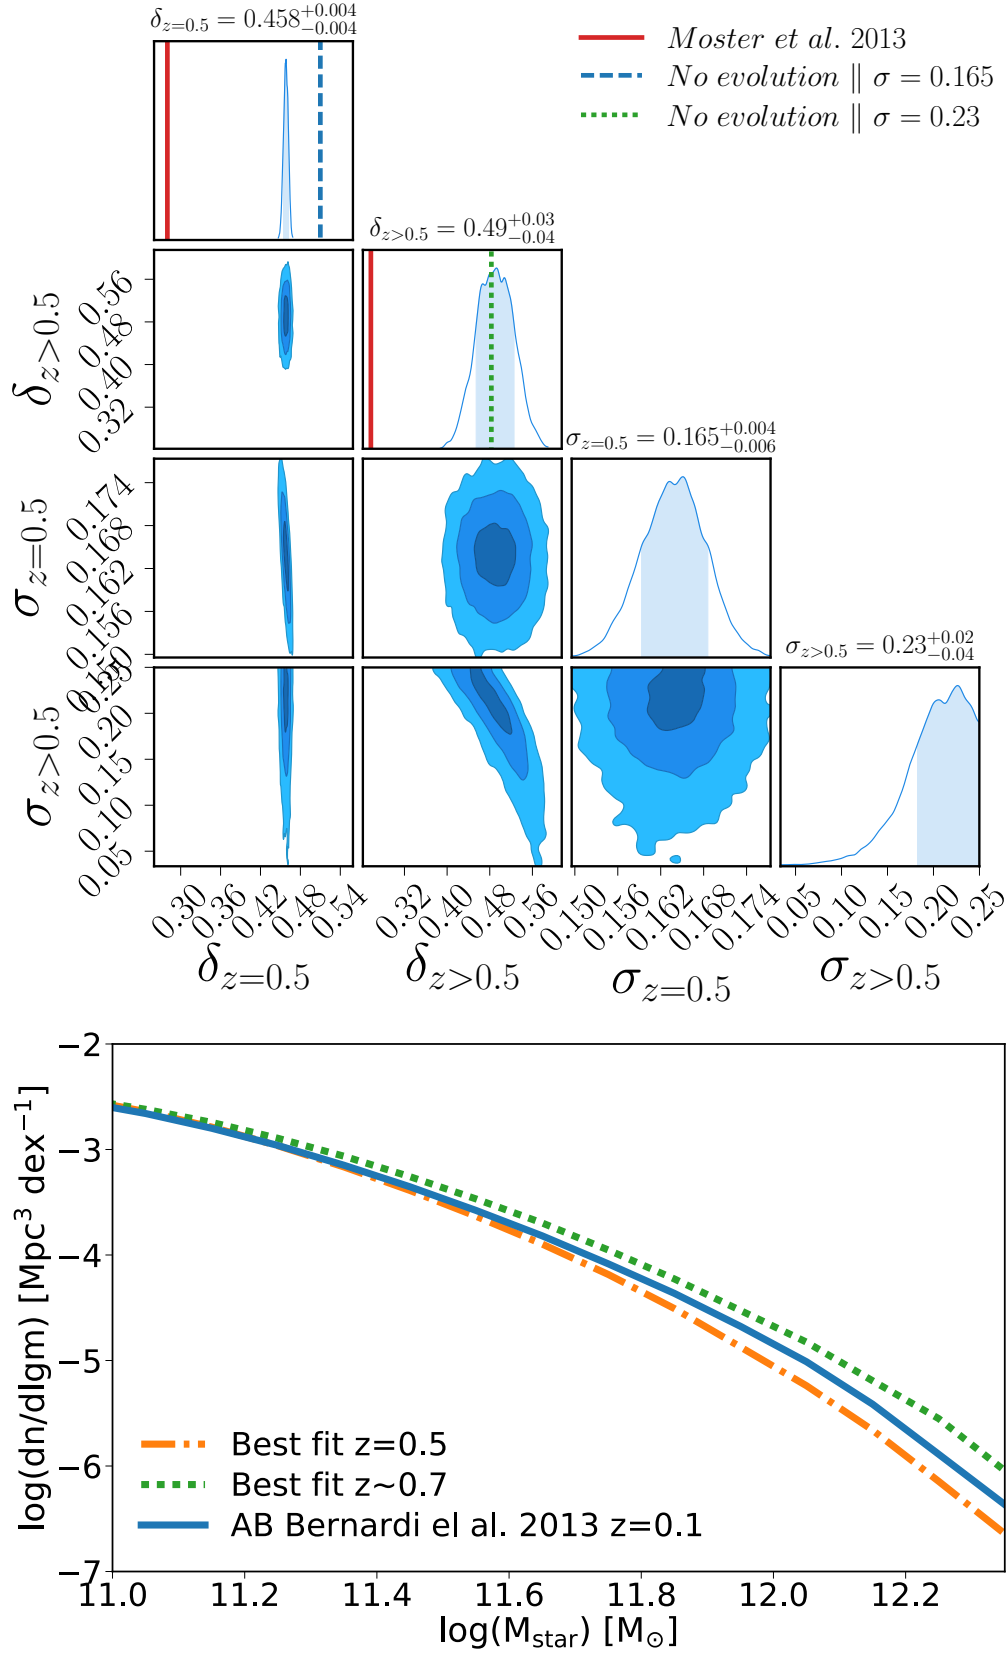 δ_{z=0.5} = 0.458^{+0.004}_{-0.004}
Moster et al. 2013
No evolution ∥ σ = 0.165
No evolution ∥ σ = 0.23
δ_{z>0.5} = 0.49^{+0.03}_{-0.04}
δ_{z>0.5}
0.56
0.48
0.40
0.32
σ_{z=0.5} = 0.165^{+0.004}_{-0.006}
σ_{z=0.5}
0.174
0.168
0.162
0.156
0.150
σ_{z>0.5} = 0.23^{+0.02}_{-0.04}
σ_{z>0.5}
0.25
0.20
0.15
0.10
0.05
0.30 0.36 0.42 0.48 0.54
0.32 0.40 0.48 0.56
0.150 0.156 0.162 0.168 0.174
0.05 0.10 0.15 0.20 0.25
δ_{z=0.5} δ_{z>0.5} σ_{z=0.5} σ_{z>0.5}
log(dn/dlgm) [Mpc³ dex⁻¹]
−2
−3
−4
−5
−6
−7
Best fit z=0.5
Best fit z~0.7
AB Bernardi el al. 2013 z=0.1
11.0 11.2 11.4 11.6 11.8 12.0 12.2
log(M_{star}) [M_⊙]